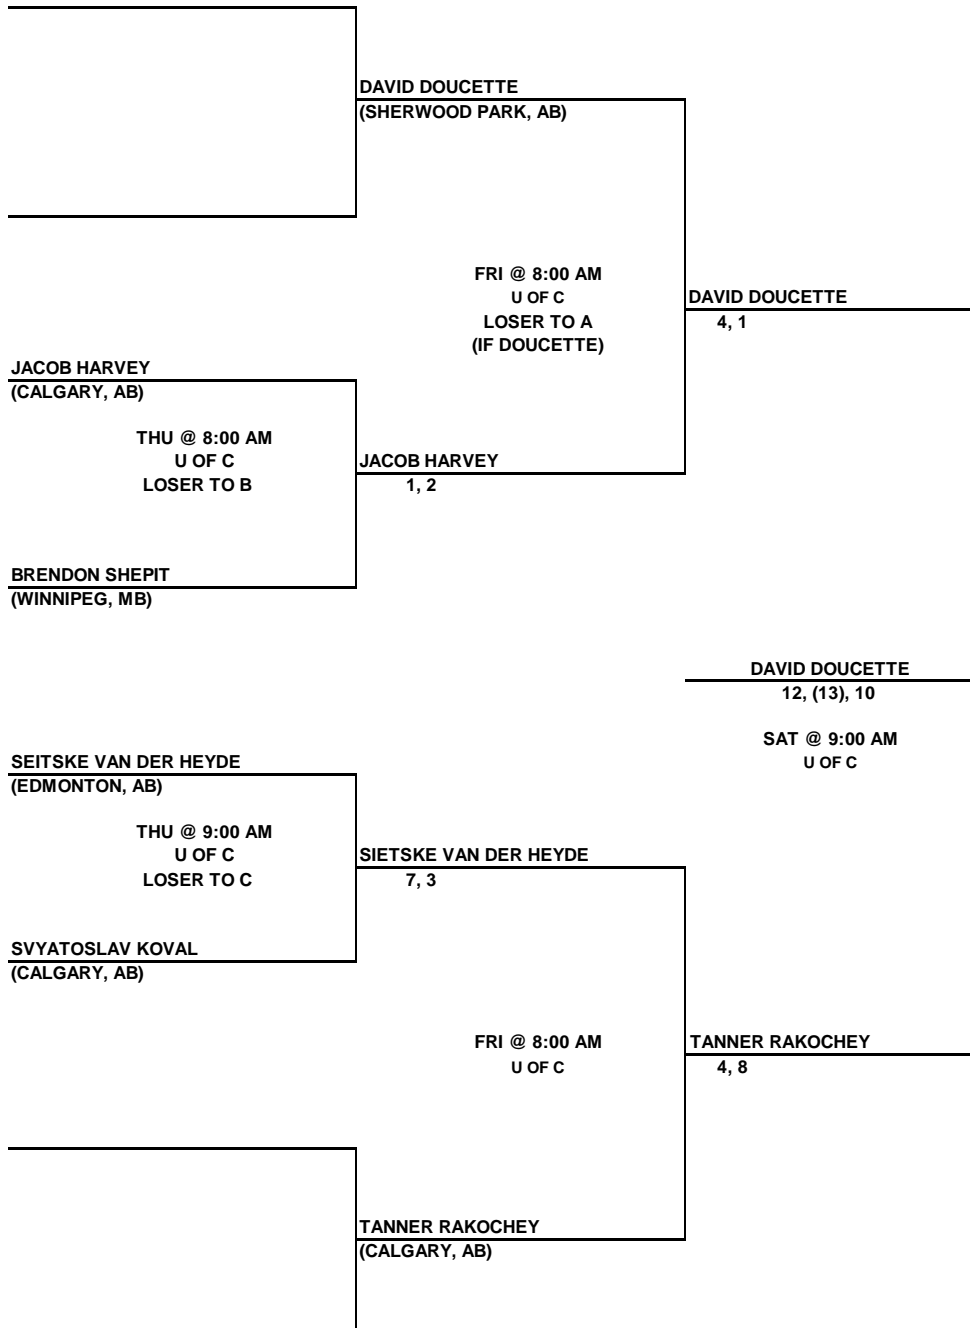 DAVID DOUCETTE
(SHERWOOD PARK, AB)
FRI @ 8:00 AM
U OF C
LOSER TO A
(IF DOUCETTE)
DAVID DOUCETTE
4, 1
JACOB HARVEY
(CALGARY, AB)
THU @ 8:00 AM
U OF C
LOSER TO B
JACOB HARVEY
1, 2
BRENDON SHEPIT
(WINNIPEG, MB)
DAVID DOUCETTE
12, (13), 10
SAT @ 9:00 AM
U OF C
SEITSKE VAN DER HEYDE
(EDMONTON, AB)
THU @ 9:00 AM
U OF C
LOSER TO C
SIETSKE VAN DER HEYDE
7, 3
SVYATOSLAV KOVAL
(CALGARY, AB)
FRI @ 8:00 AM
U OF C
TANNER RAKOCHEY
4, 8
TANNER RAKOCHEY
(CALGARY, AB)